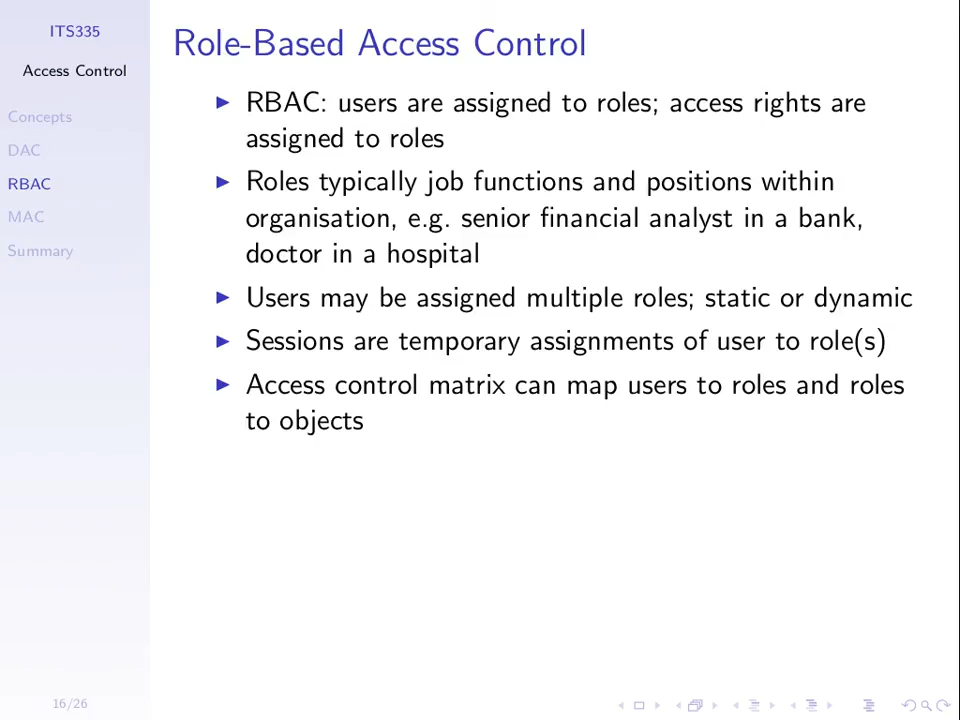 ITS335
Access Control
Concepts
DAC
RBAC
MAC
Summary
Role-Based Access Control
RBAC: users are assigned to roles; access rights are
assigned to roles
Roles typically job functions and positions within
organisation, e.g. senior financial analyst in a bank,
doctor in a hospital
Users may be assigned multiple roles; static or dynamic
Sessions are temporary assignments of user to role(s)
Access control matrix can map users to roles and roles
to objects
16/26